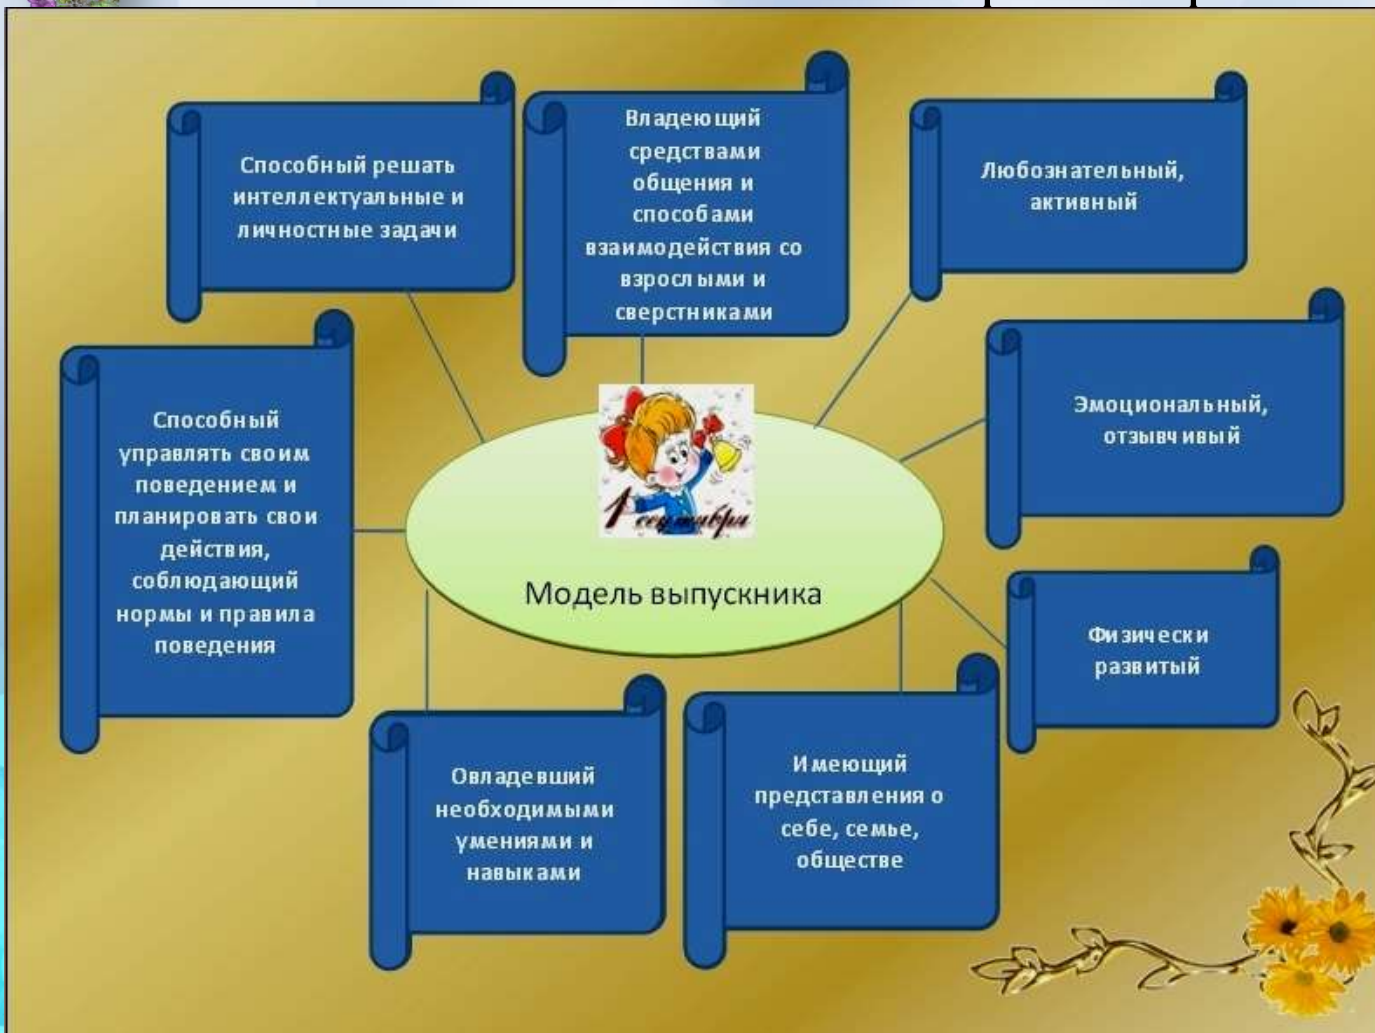 Способный решать
интеллектуальные и
личностные задачи
Владеющий
средствами
общения и
способами
взаимодействия со
взрослыми и
сверстниками
Любознательный,
активный
Эмоциональный,
отзывчивый
Способный
управлять своим
поведением и
планировать свои
действия,
соблюдающий
нормы и правила
поведения
1 сентября
Модель выпускника
Физически
развитый
Овладевший
необходимыми
умениями и
навыками
Имеющий
представления о
себе, семье,
обществе